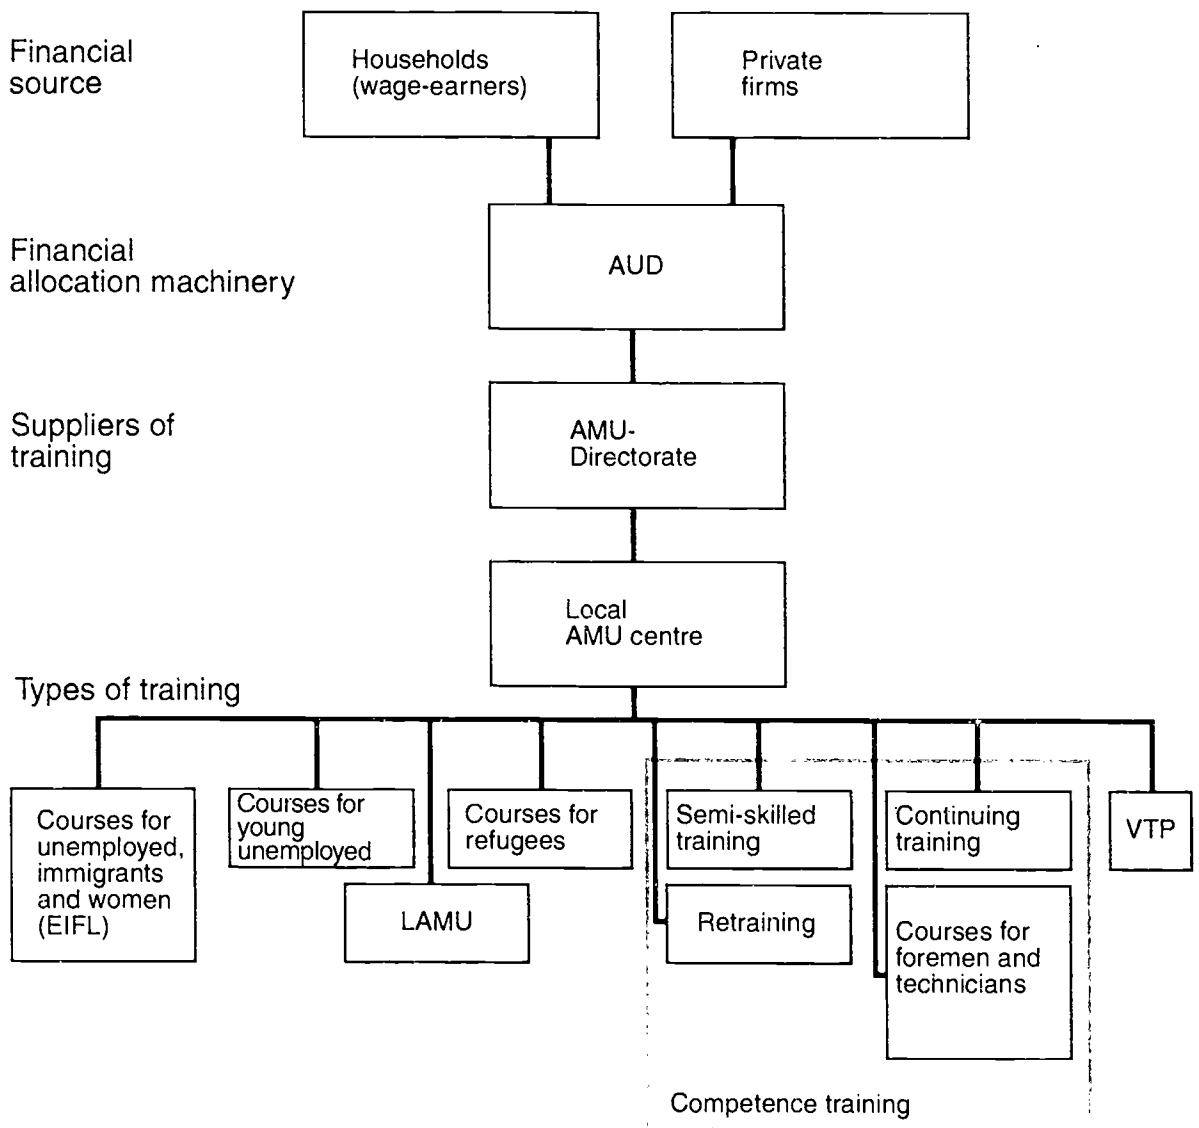 Financial
source
Households
(wage-earners)
Private
firms
Financial
allocation machinery
AUD
Suppliers of
training
AMU-
Directorate
Local
AMU centre
Types of training
Courses for
unemployed,
immigrants
and women
(EIFL)
Courses for
young
unemployed
LAMU
Courses for
refugees
Semi-skilled
training
Retraining
Continuing
training
Courses for
foremen and
technicians
VTP
Competence training